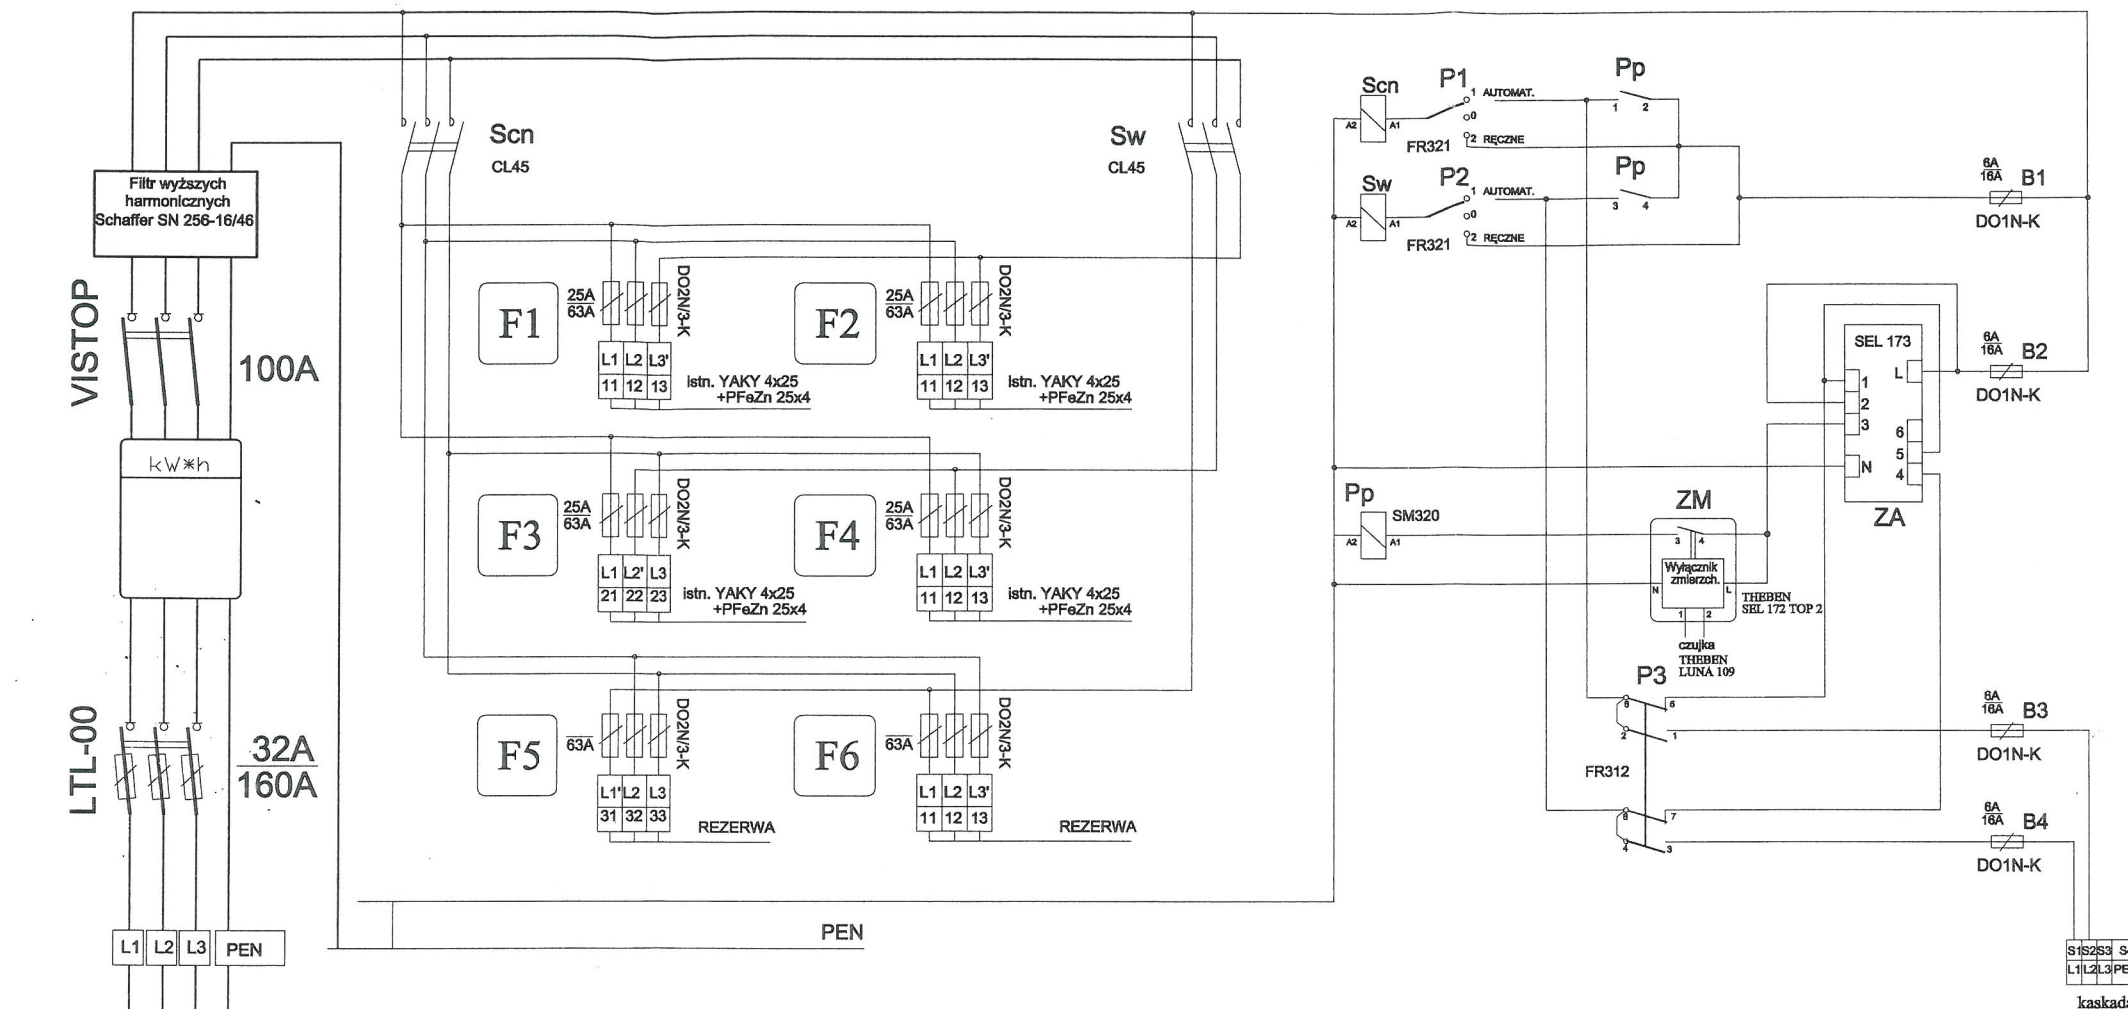 Filtr wyższych
harmonicznych
Schaffer SN 256-16/46
VISTOP
100A
kW*h
LTL-00
32A
160A
L1 L2 L3 PEN
Scn
CL45
Sw
CL45
F1
25A
63A
DO2N/3-K
L1 L2 L3'
11 12 13
istn. YAKY 4x25
+PFeZn 25x4
F2
25A
63A
DO2N/3-K
L1 L2 L3'
11 12 13
istn. YAKY 4x25
+PFeZn 25x4
F3
25A
63A
DO2N/3-K
L1 L2' L3
21 22 23
istn. YAKY 4x25
+PFeZn 25x4
F4
25A
63A
DO2N/3-K
L1 L2 L3'
11 12 13
istn. YAKY 4x25
+PFeZn 25x4
F5
63A
DO2N/3-K
L1' L2 L3
31 32 33
REZERWA
F6
63A
DO2N/3-K
L1 L2 L3'
11 12 13
REZERWA
PEN
Scn
A2 A1
P1
1 AUTOMAT.
0
2 RĘCZNE
FR321
Pp
1 2
Sw
A2 A1
P2
1 AUTOMAT.
0
2 RĘCZNE
FR321
Pp
3 4
6A
16A
B1
DO1N-K
6A
16A
B2
DO1N-K
SEL 173
L
1
2
3
6
5
N
4
ZA
Pp
SM320
A2 A1
ZM
3 4
Wyłącznik
zmierzch.
N L
1 2
THEBEN
SEL 172 TOP 2
czujka
THEBEN
LUNA 109
P3
6 5
2 1
FR312
8 7
4 3
6A
16A
B3
DO1N-K
6A
16A
B4
DO1N-K
S1 S2 S3
L1 L2 L3